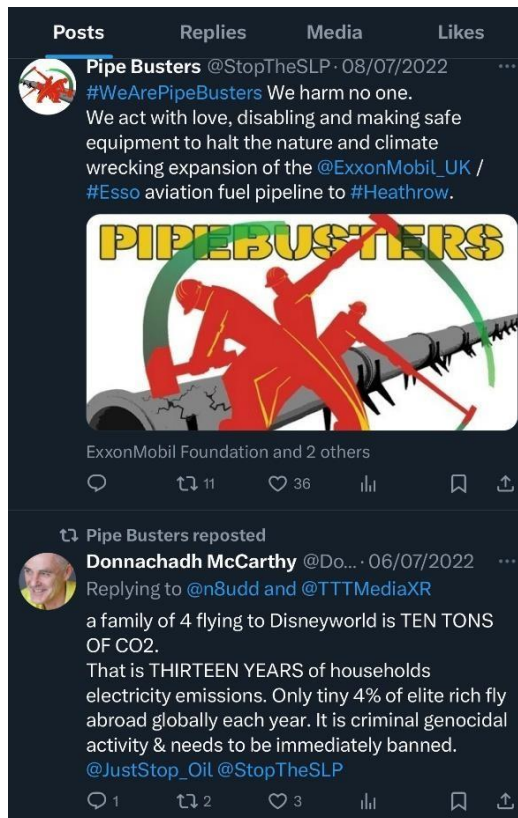 Posts Replies Media Likes
Pipe Busters @StopTheSLP · 08/07/2022
#WeArePipeBusters We harm no one.
We act with love, disabling and making safe
equipment to halt the nature and climate
wrecking expansion of the @ExxonMobil_UK /
#Esso aviation fuel pipeline to #Heathrow.
PIPEBUSTERS
ExxonMobil Foundation and 2 others
11 36
Pipe Busters reposted
Donnachadh McCarthy @Do... · 06/07/2022
Replying to @n8udd and @TTTMediaXR
a family of 4 flying to Disneyworld is TEN TONS
OF CO2.
That is THIRTEEN YEARS of households
electricity emissions. Only tiny 4% of elite rich fly
abroad globally each year. It is criminal genocidal
activity & needs to be immediately banned.
@JustStop_Oil @StopTheSLP
1 2 3